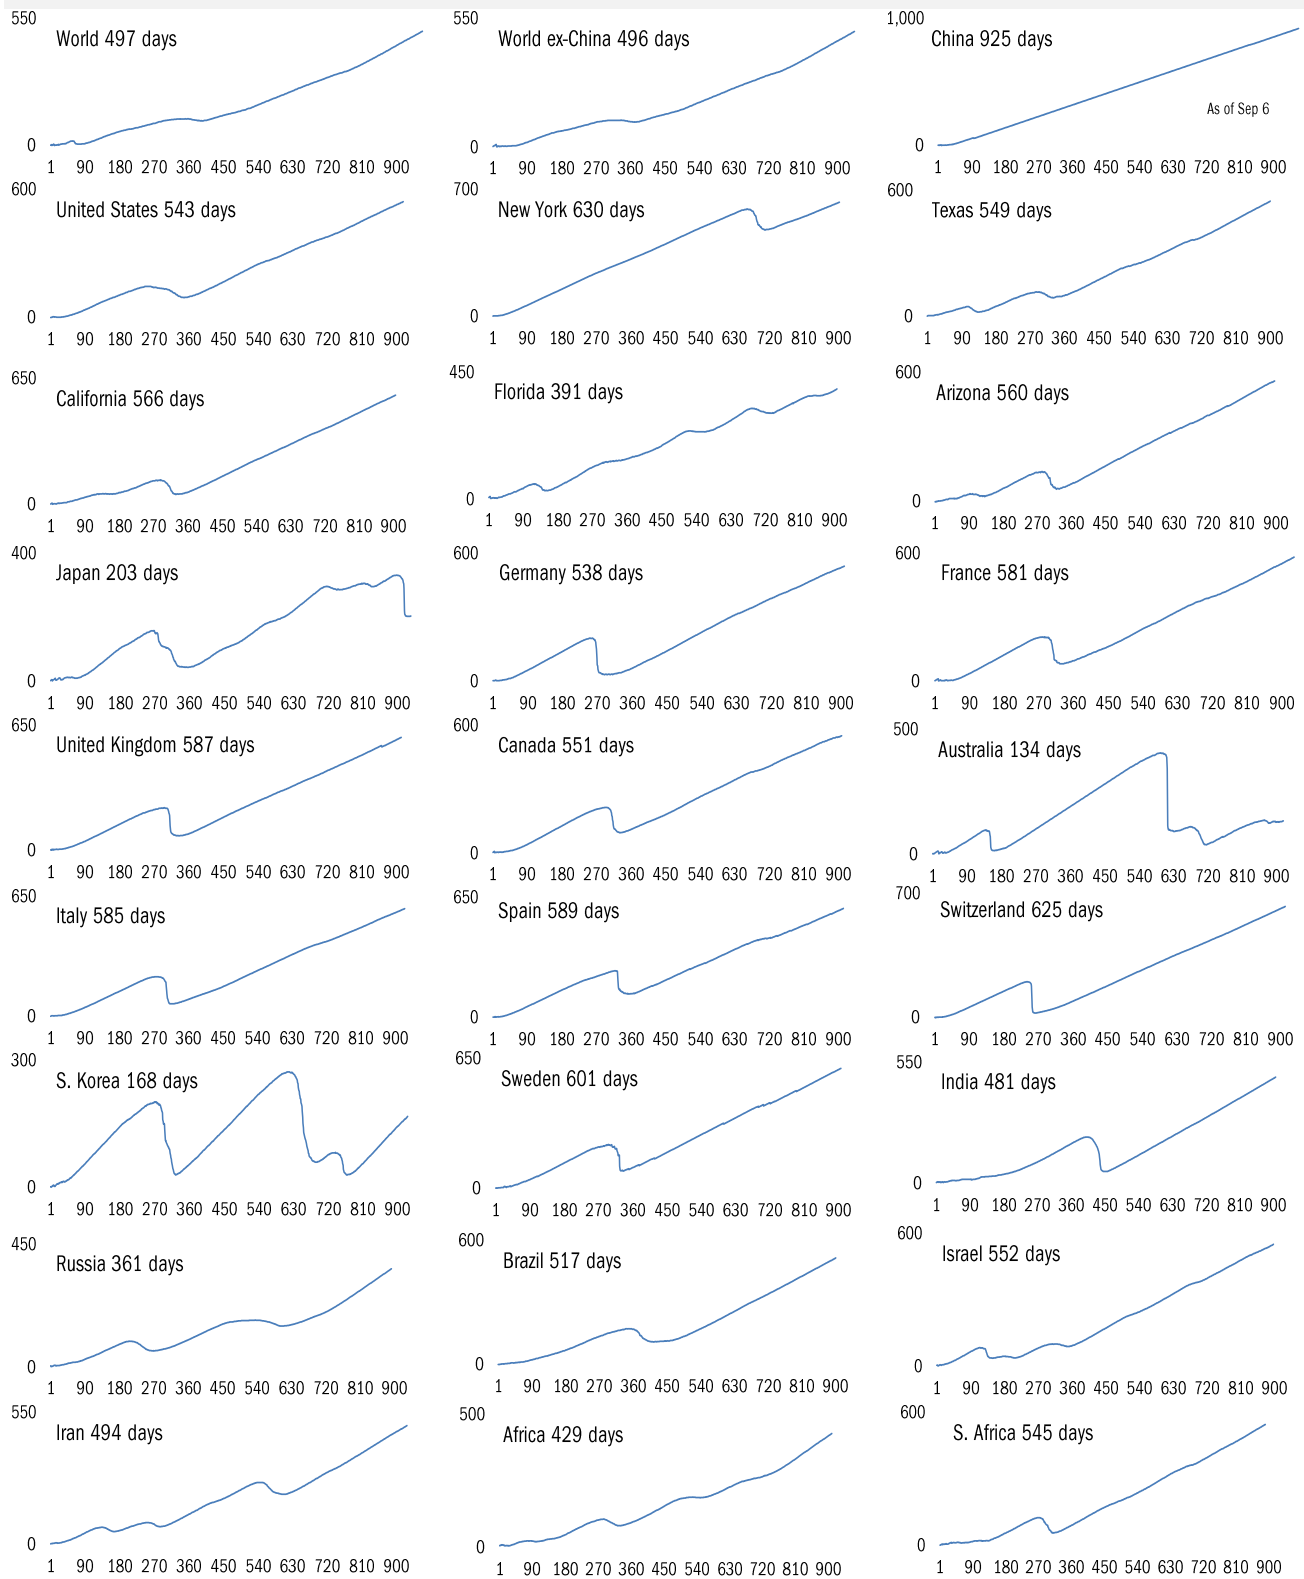 550
World 497 days
0
1 90 180 270 360 450 540 630 720 810 900
550
World ex-China 496 days
0
1 90 180 270 360 450 540 630 720 810 900
1,000
China 925 days
As of Sep 6
0
1 90 180 270 360 450 540 630 720 810 900
600
United States 543 days
0
1 90 180 270 360 450 540 630 720 810 900
700
New York 630 days
0
1 90 180 270 360 450 540 630 720 810 900
600
Texas 549 days
0
1 90 180 270 360 450 540 630 720 810 900
650
California 566 days
0
1 90 180 270 360 450 540 630 720 810 900
450
Florida 391 days
0
1 90 180 270 360 450 540 630 720 810 900
600
Arizona 560 days
0
1 90 180 270 360 450 540 630 720 810 900
400
Japan 203 days
0
1 90 180 270 360 450 540 630 720 810 900
600
Germany 538 days
0
1 90 180 270 360 450 540 630 720 810 900
600
France 581 days
0
1 90 180 270 360 450 540 630 720 810 900
650
United Kingdom 587 days
0
1 90 180 270 360 450 540 630 720 810 900
600
Canada 551 days
0
1 90 180 270 360 450 540 630 720 810 900
500
Australia 134 days
0
1 90 180 270 360 450 540 630 720 810 900
650
Italy 585 days
0
1 90 180 270 360 450 540 630 720 810 900
650
Spain 589 days
0
1 90 180 270 360 450 540 630 720 810 900
700
Switzerland 625 days
0
1 90 180 270 360 450 540 630 720 810 900
300
S. Korea 168 days
0
1 90 180 270 360 450 540 630 720 810 900
650
Sweden 601 days
0
1 90 180 270 360 450 540 630 720 810 900
550
India 481 days
0
1 90 180 270 360 450 540 630 720 810 900
450
Russia 361 days
0
1 90 180 270 360 450 540 630 720 810 900
600
Brazil 517 days
0
1 90 180 270 360 450 540 630 720 810 900
600
Israel 552 days
0
1 90 180 270 360 450 540 630 720 810 900
550
Iran 494 days
0
1 90 180 270 360 450 540 630 720 810 900
500
Africa 429 days
0
1 90 180 270 360 450 540 630 720 810 900
600
S. Africa 545 days
0
1 90 180 270 360 450 540 630 720 810 900